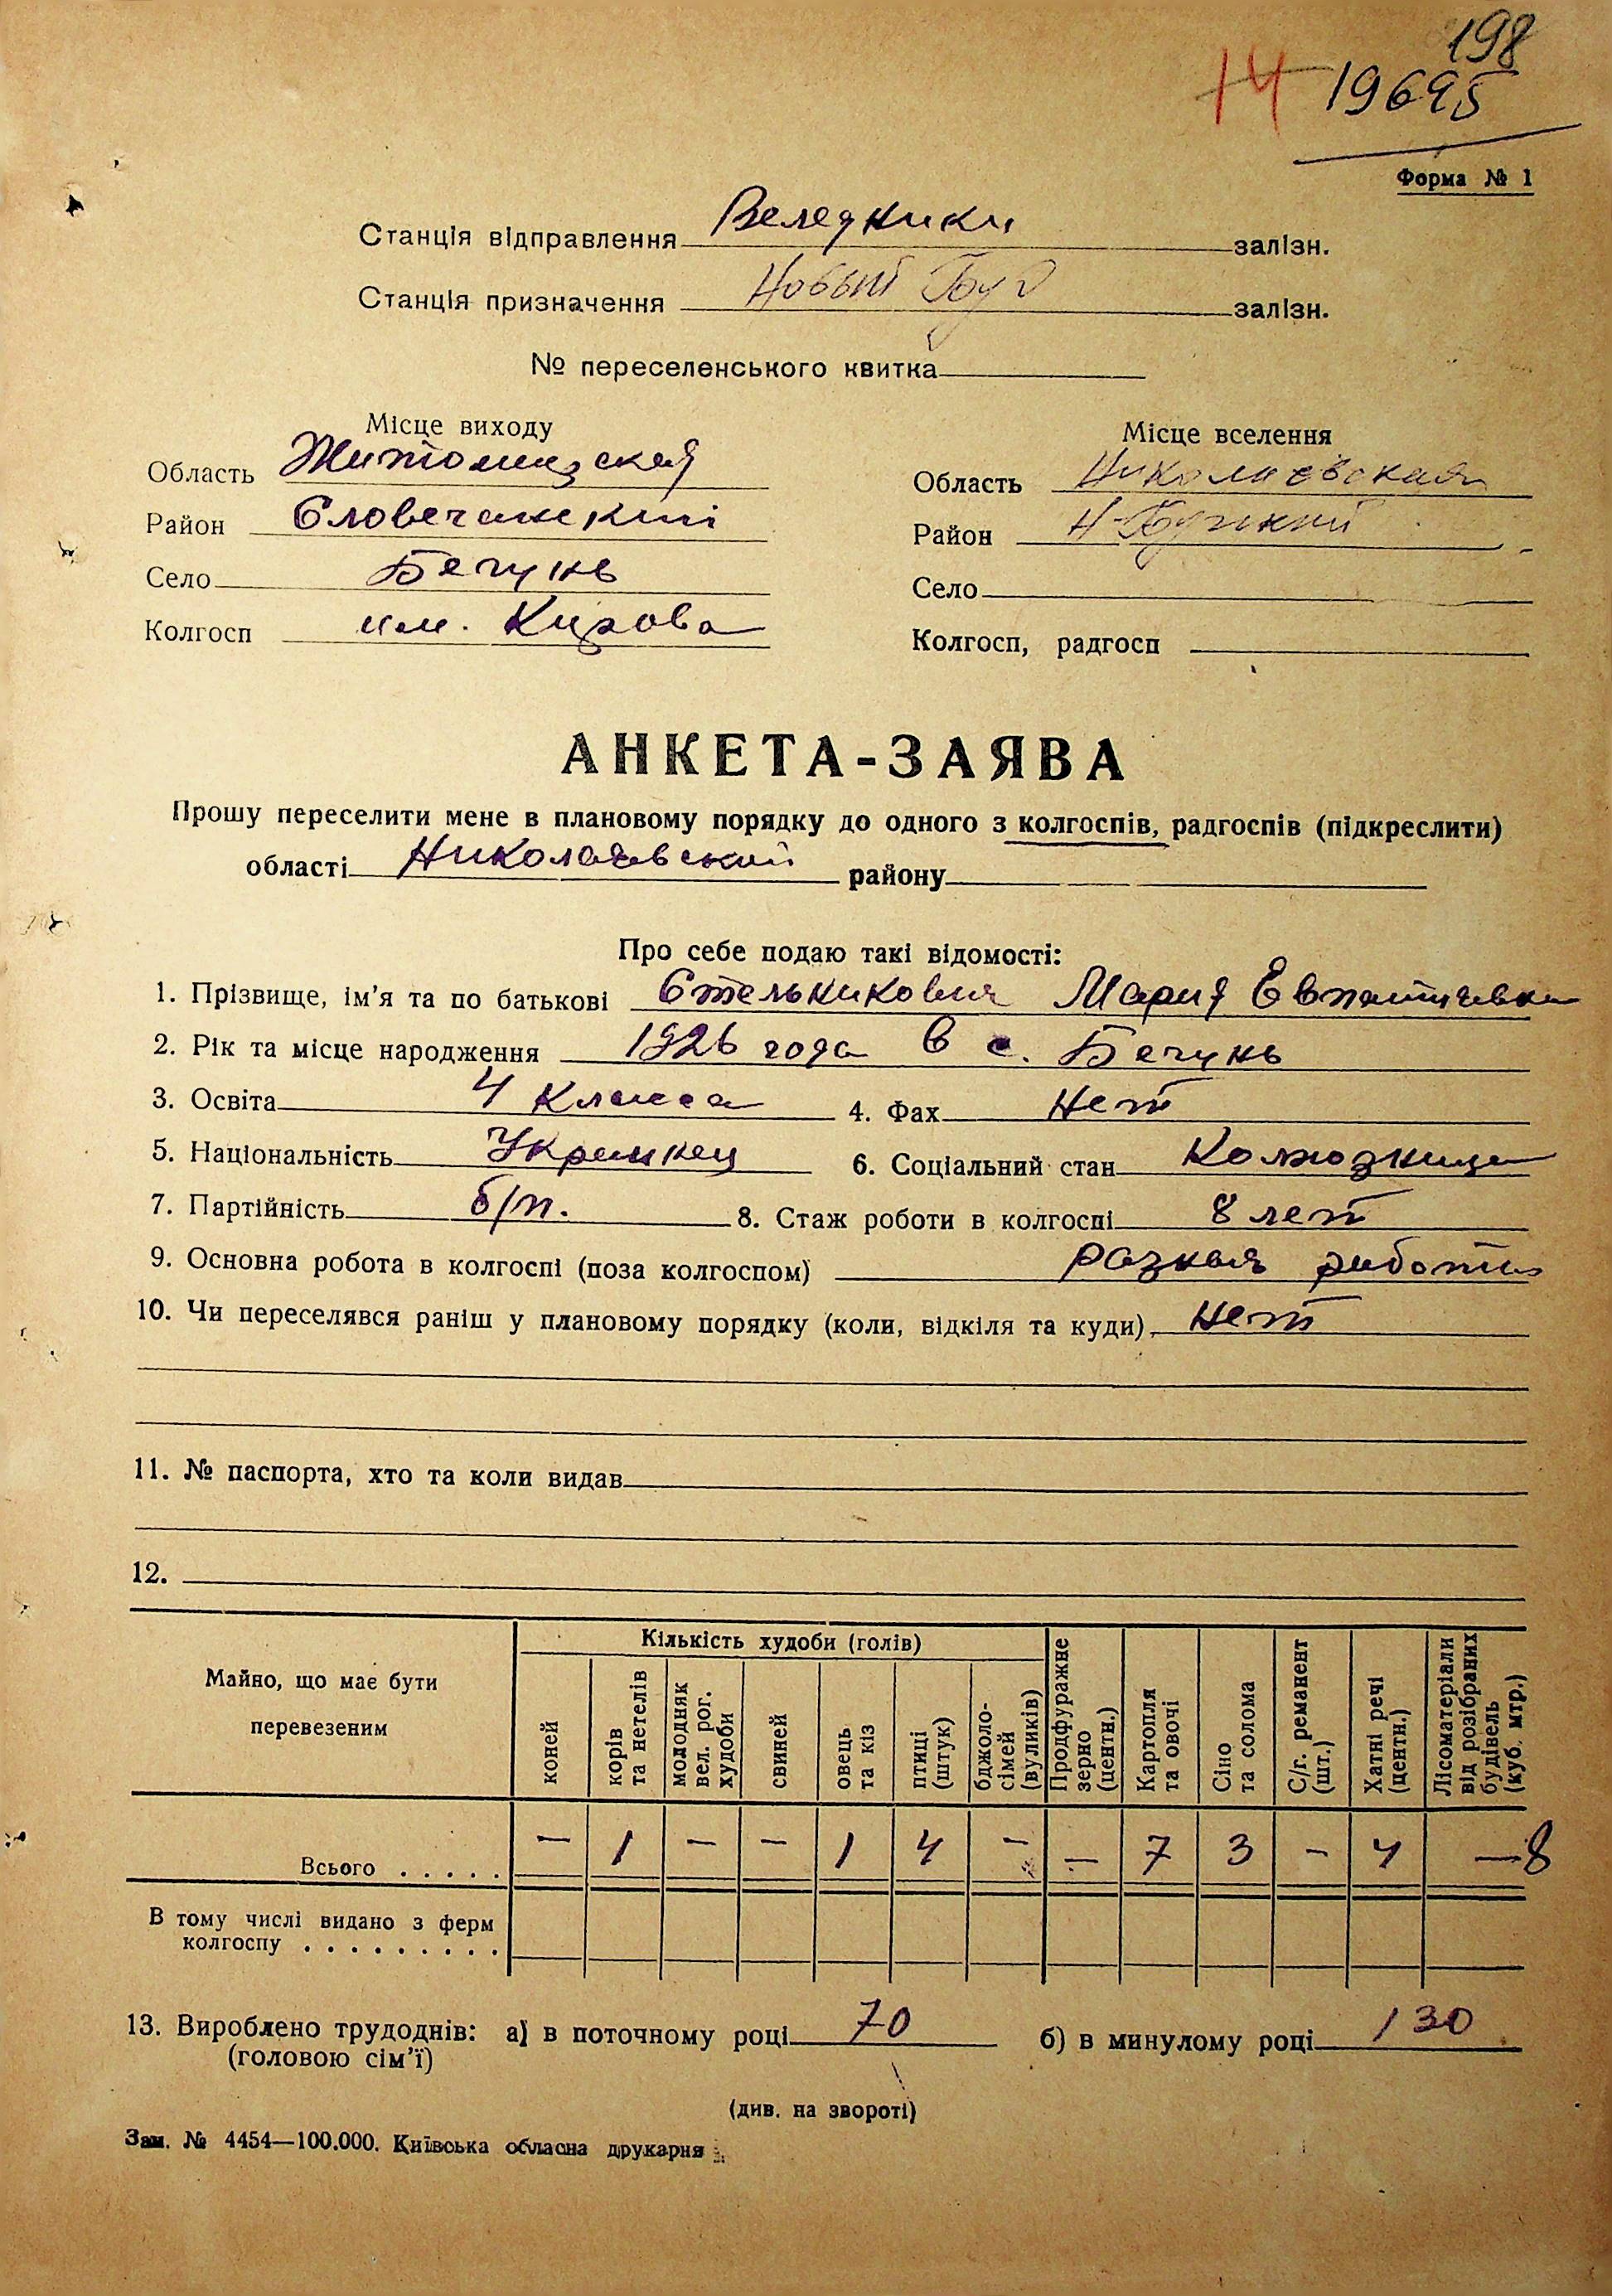 198
14 19695
Форма № 1
Станція відправлення Веледники залізн.
Станція призначення Новый Буг залізн.
№ переселенського квитка
Місце виходу
Область Житомирская
Район Словечанский
Село Бегунь
Колгосп им. Кирова
Місце вселення
Область Николаевская
Район Н-Бугский
Село
Колгосп, радгосп
АНКЕТА-ЗАЯВА
Прошу переселити мене в плановому порядку до одного з колгоспів, радгоспів (підкреслити)
області Николаевский району
Про себе подаю такі відомості:
1. Прізвище, ім'я та по батькові Стельникович Мария
2. Рік та місце народження 1926 года в с. Бегунь
3. Освіта 4 класса 4. Фах нет
5. Національність Украинец 6. Соціальний стан Колхозница
7. Партійність б/п. 8. Стаж роботи в колгоспі 8 лет
9. Основна робота в колгоспі (поза колгоспом) разная работа
10. Чи переселявся раніш у плановому порядку (коли, відкіля та куди) нет
11. № паспорта, хто та коли видав
12.
Майно, що має бути перевезеним
Кількість худоби (голів)
коней
корів та нетелів
молодняк вел. рог. худоби
свиней
овець та кіз
птиці (штук)
бджоло-сімей (вуликів)
Продфуражне зерно (центн.)
Картопля та овочі
Сіно та солома
С/г. реманент (шт.)
Хатні речі (центн.)
Лісоматеріали від розібраних будівель (куб. мтр.)
Всього . . . . . — 1 — — 1 4 — — 7 3 — 4 — 8
В тому числі видано з ферм
колгоспу . . . . . . . . .
13. Вироблено трудоднів: а) в поточному році 70 б) в минулому році 130
(головою сім'ї)
(див. на звороті)
Зам. № 4454—100.000. Київська обласна друкарня